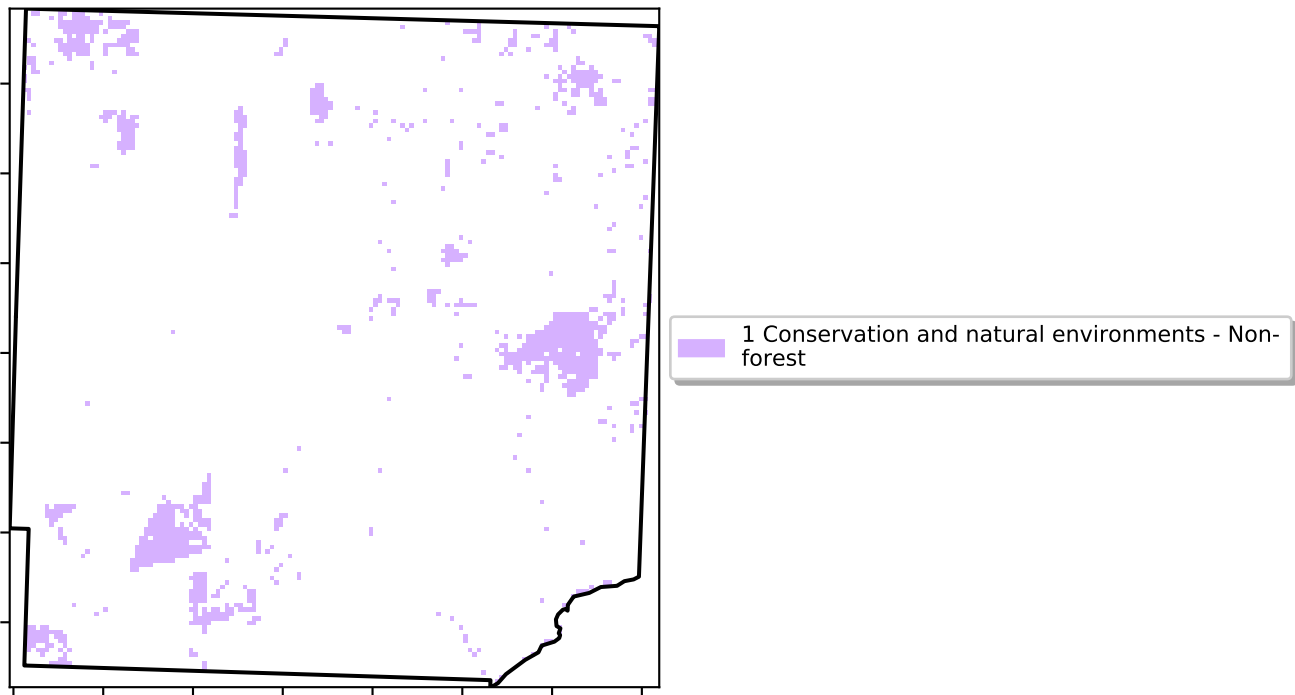 1 Conservation and natural environments - Non-
forest